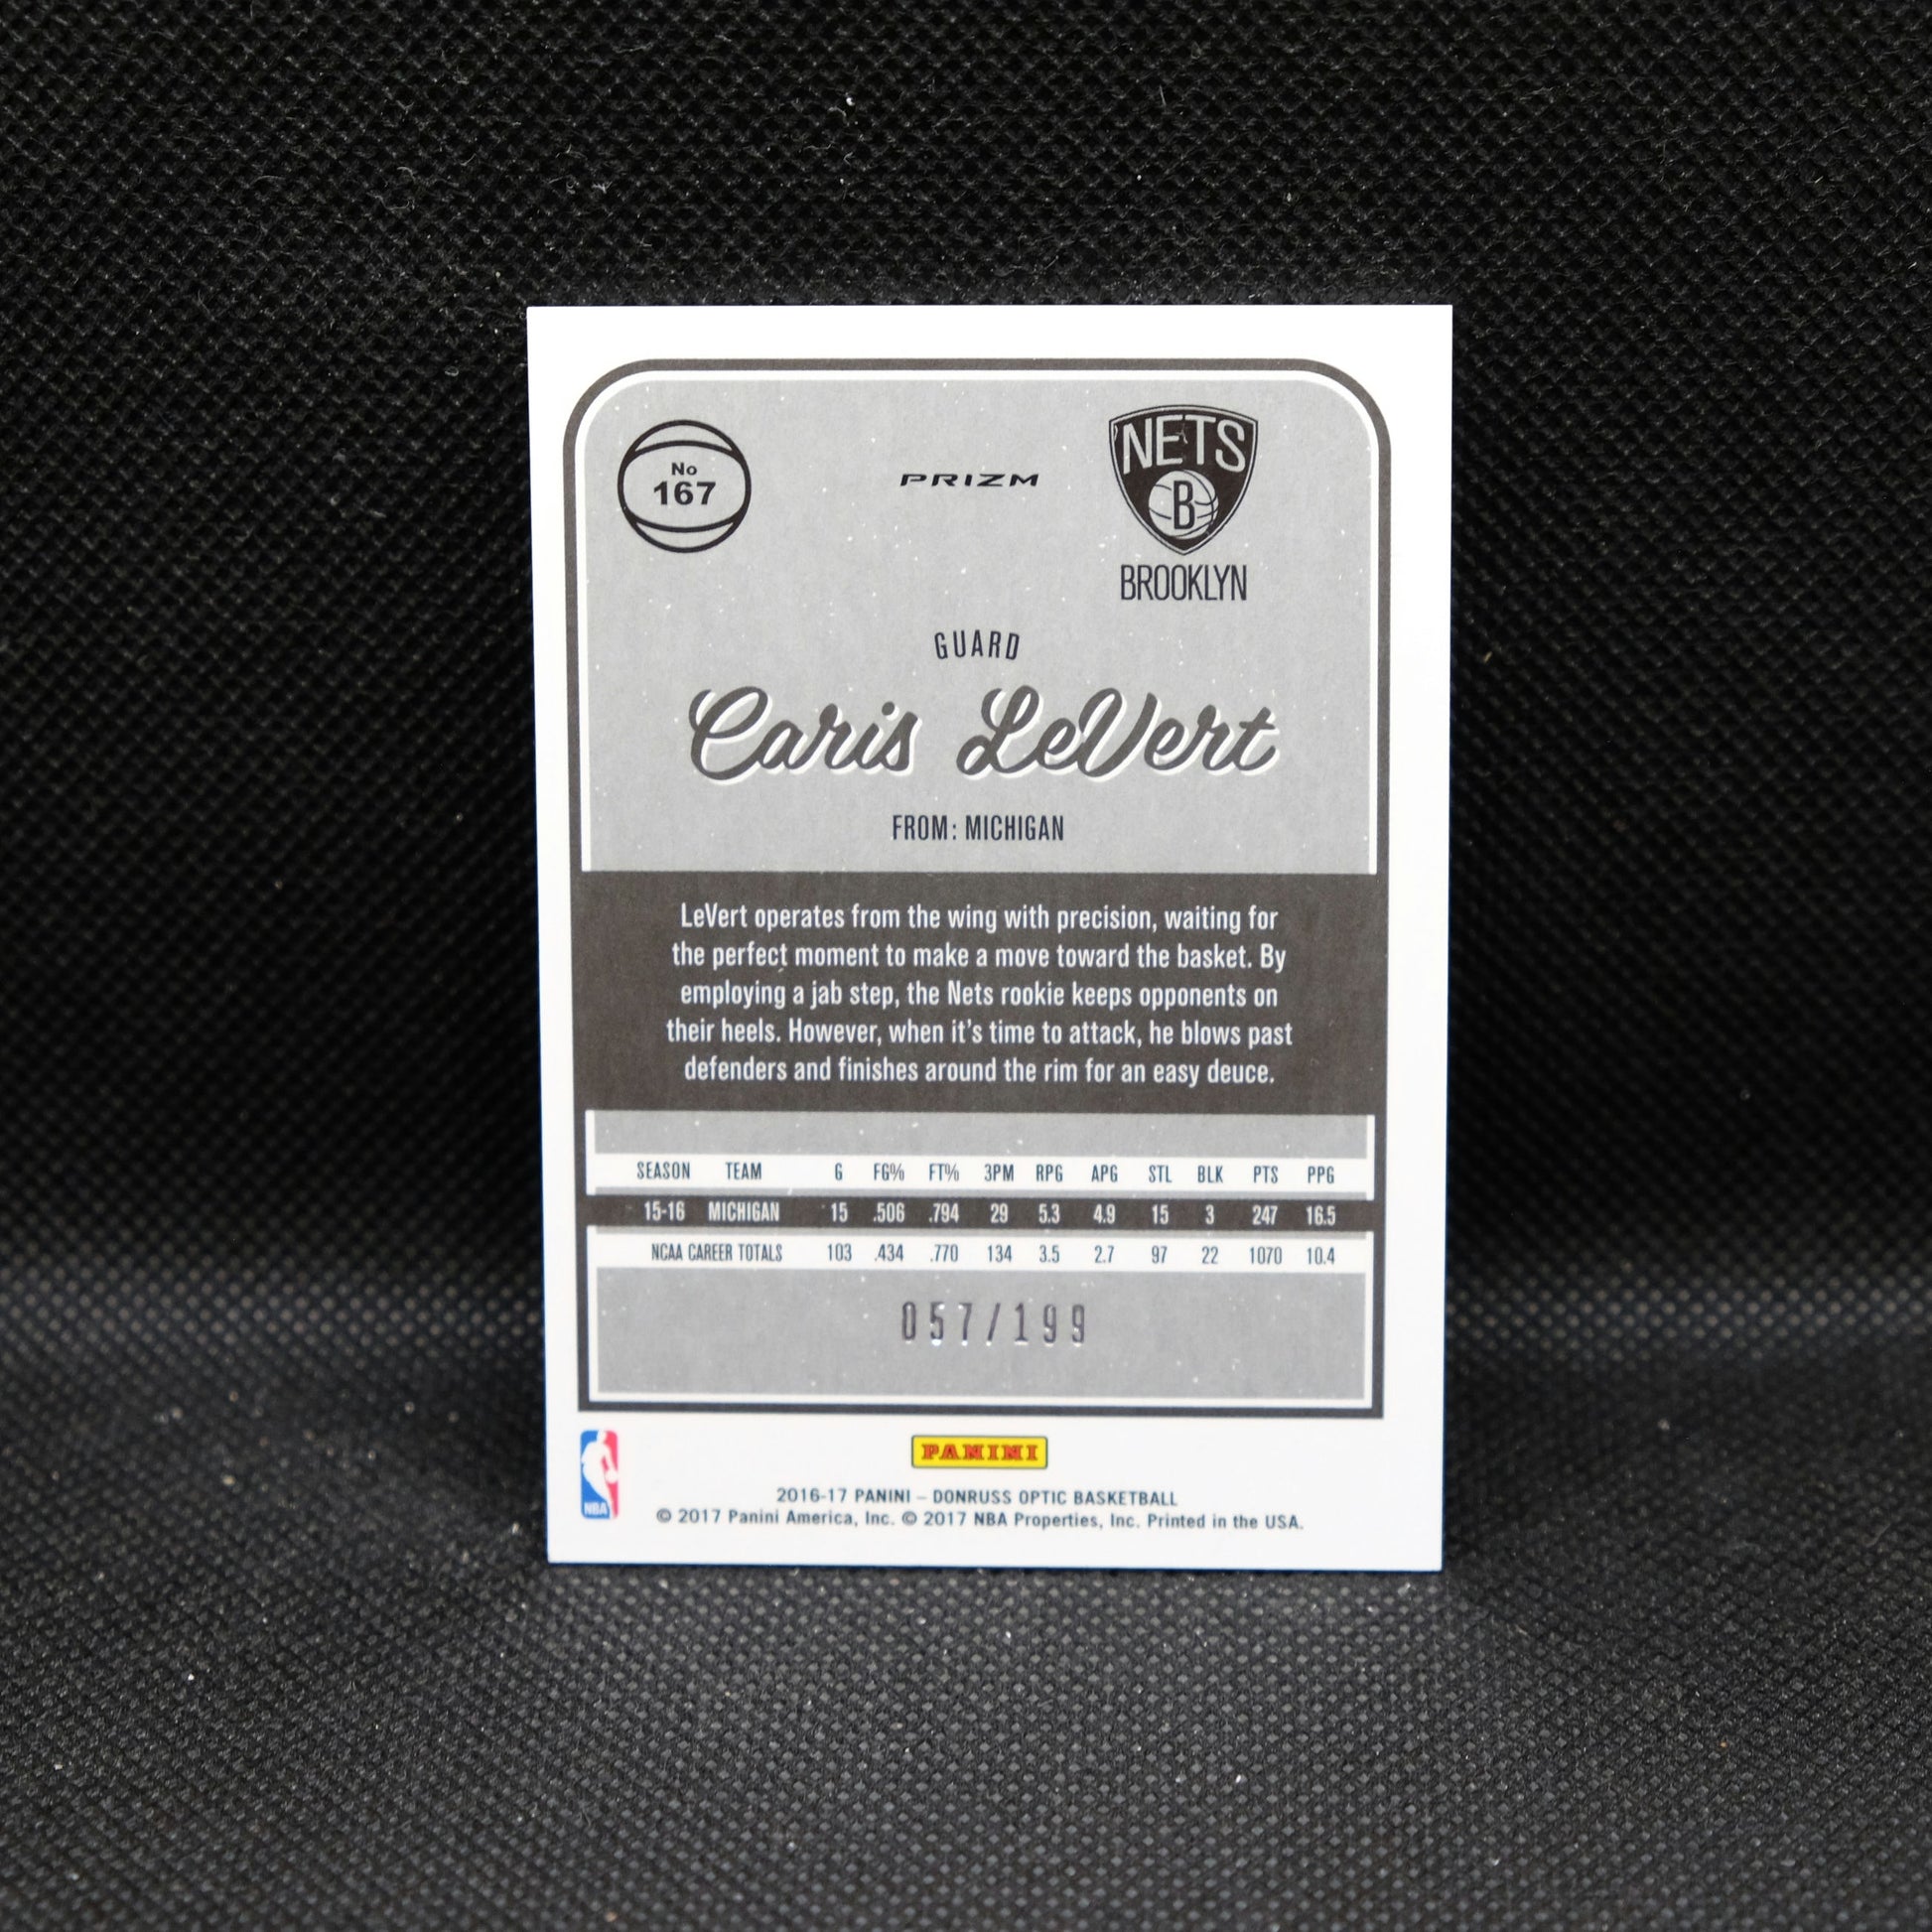 No
167
PRIZM
NETS
B
BROOKLYN
GUARD
Caris LeVert
FROM: MICHIGAN
LeVert operates from the wing with precision, waiting for
the perfect moment to make a move toward the basket. By
employing a jab step, the Nets rookie keeps opponents on
their heels. However, when it's time to attack, he blows past
defenders and finishes around the rim for an easy deuce.
SEASON TEAM G FG% FT% 3PM RPG APG STL BLK PTS PPG
15-16 MICHIGAN 15 .506 .794 29 5.3 4.9 15 3 247 16.5
NCAA CAREER TOTALS 103 .434 .770 134 3.5 2.7 97 22 1070 10.4
057/199
NBA
PANINI
2016-17 PANINI – DONRUSS OPTIC BASKETBALL
© 2017 Panini America, Inc. © 2017 NBA Properties, Inc. Printed in the USA.